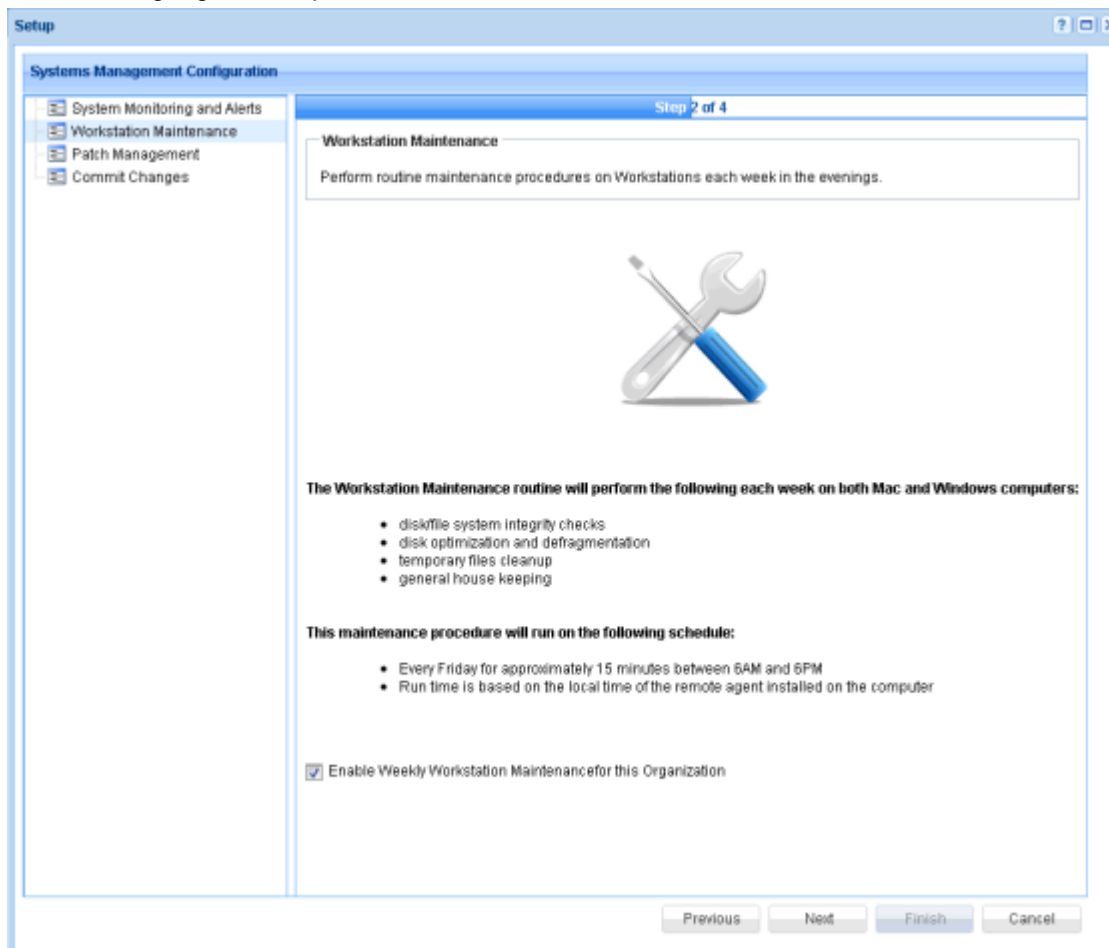 Setup
Systems Management Configuration
System Monitoring and Alerts
Workstation Maintenance
Patch Management
Commit Changes
Step 2 of 4
Workstation Maintenance
Perform routine maintenance procedures on Workstations each week in the evenings.
The Workstation Maintenance routine will perform the following each week on both Mac and Windows computers:
• disk/file system integrity checks
• disk optimization and defragmentation
• temporary files cleanup
• general house keeping
This maintenance procedure will run on the following schedule:
• Every Friday for approximately 15 minutes between 6AM and 6PM
• Run time is based on the local time of the remote agent installed on the computer
Enable Weekly Workstation Maintenancefor this Organization
Previous Next Finish Cancel